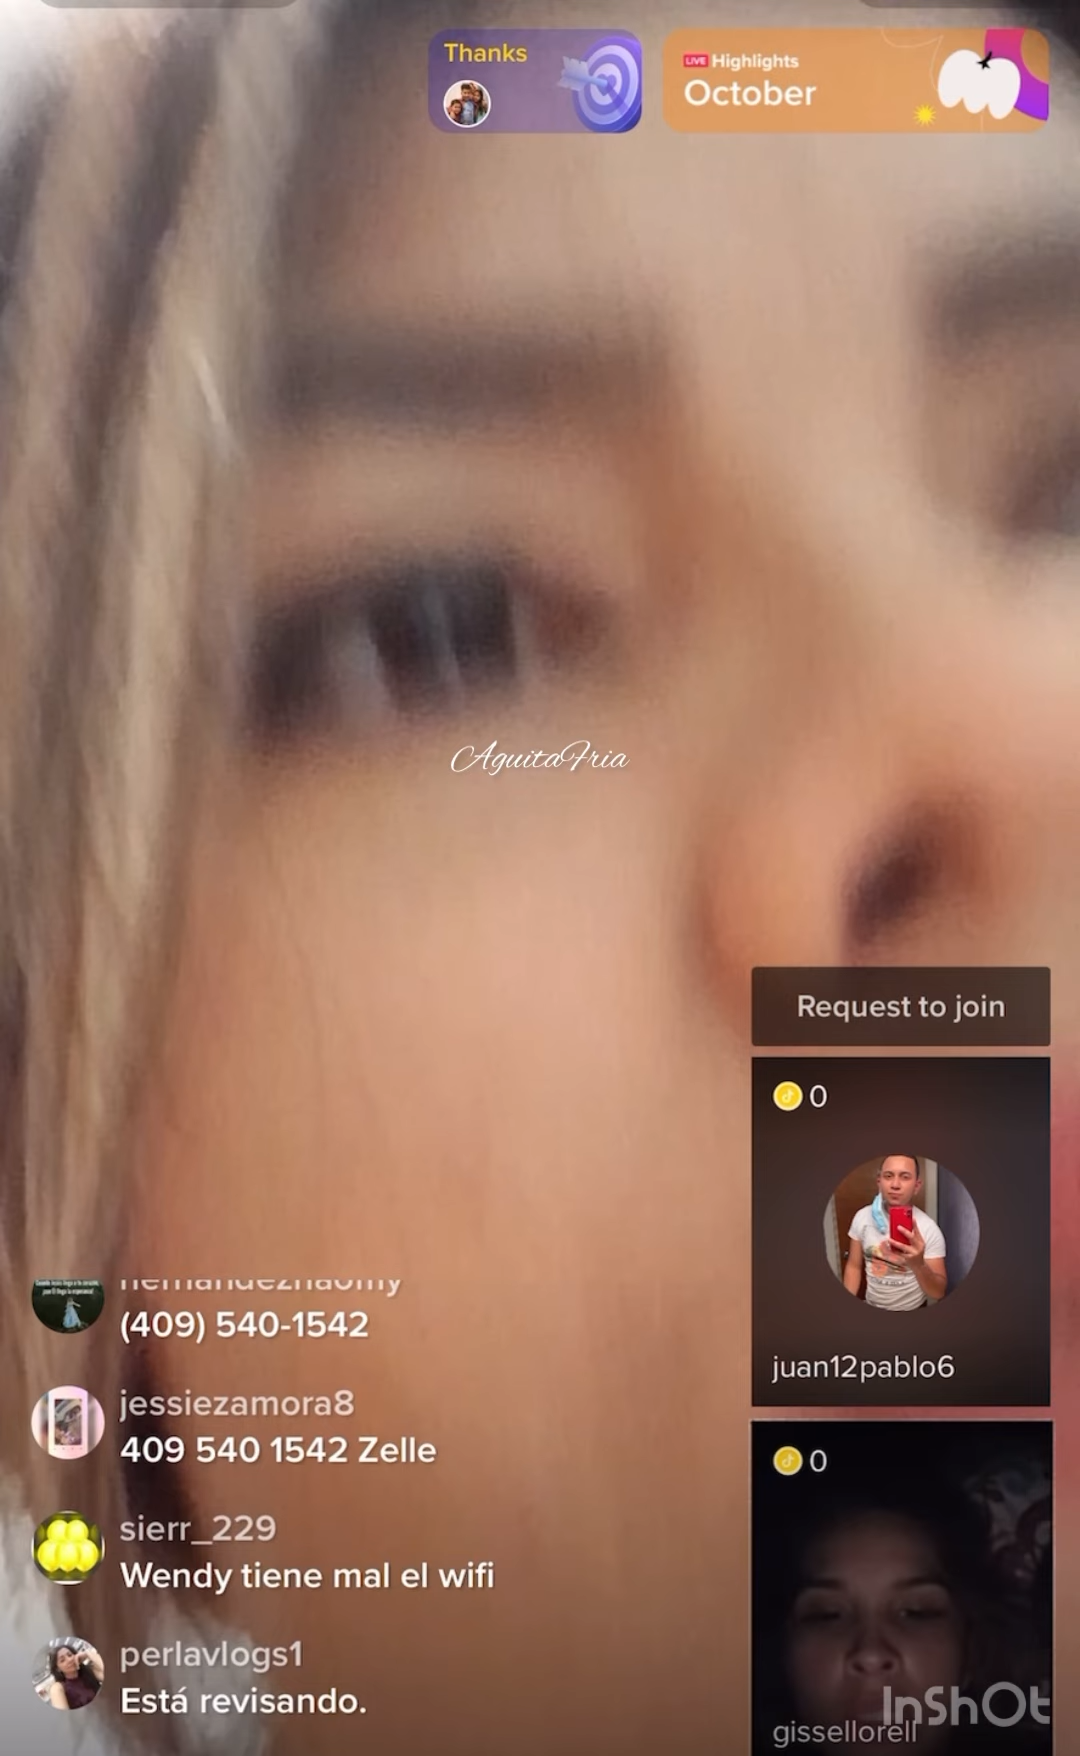 Thanks
LIVE Highlights
October
AguitaFria
Request to join
0
juan12pablo6
0
gissellorell
InShOt
hernandeznaomy
(409) 540-1542
jessiezamora8
409 540 1542 Zelle
sierr_229
Wendy tiene mal el wifi
perlavlogs1
Está revisando.